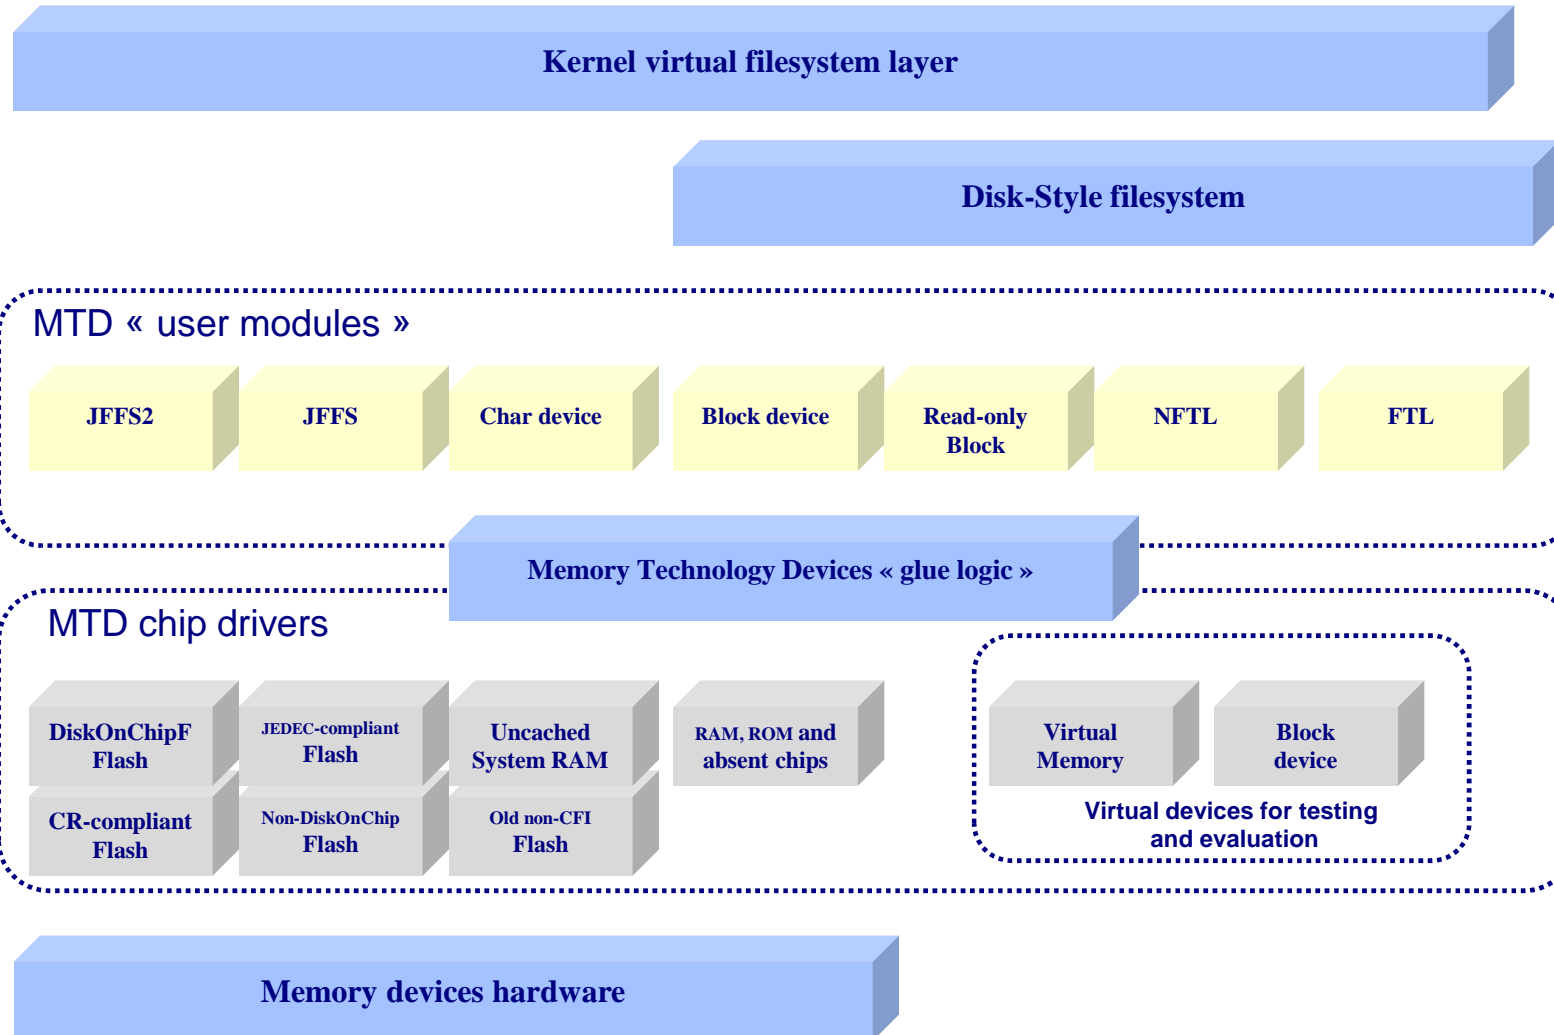 Kernel virtual filesystem layer
Disk-Style filesystem
MTD « user modules »
JFFS2
JFFS
Char device
Block device
Read-only
Block
NFTL
FTL
Memory Technology Devices « glue logic »
MTD chip drivers
DiskOnChipF
Flash
JEDEC-compliant
Flash
Uncached
System RAM
RAM, ROM and
absent chips
Virtual
Memory
Block
device
CR-compliant
Flash
Non-DiskOnChip
Flash
Old non-CFI
Flash
Virtual devices for testing
and evaluation
Memory devices hardware